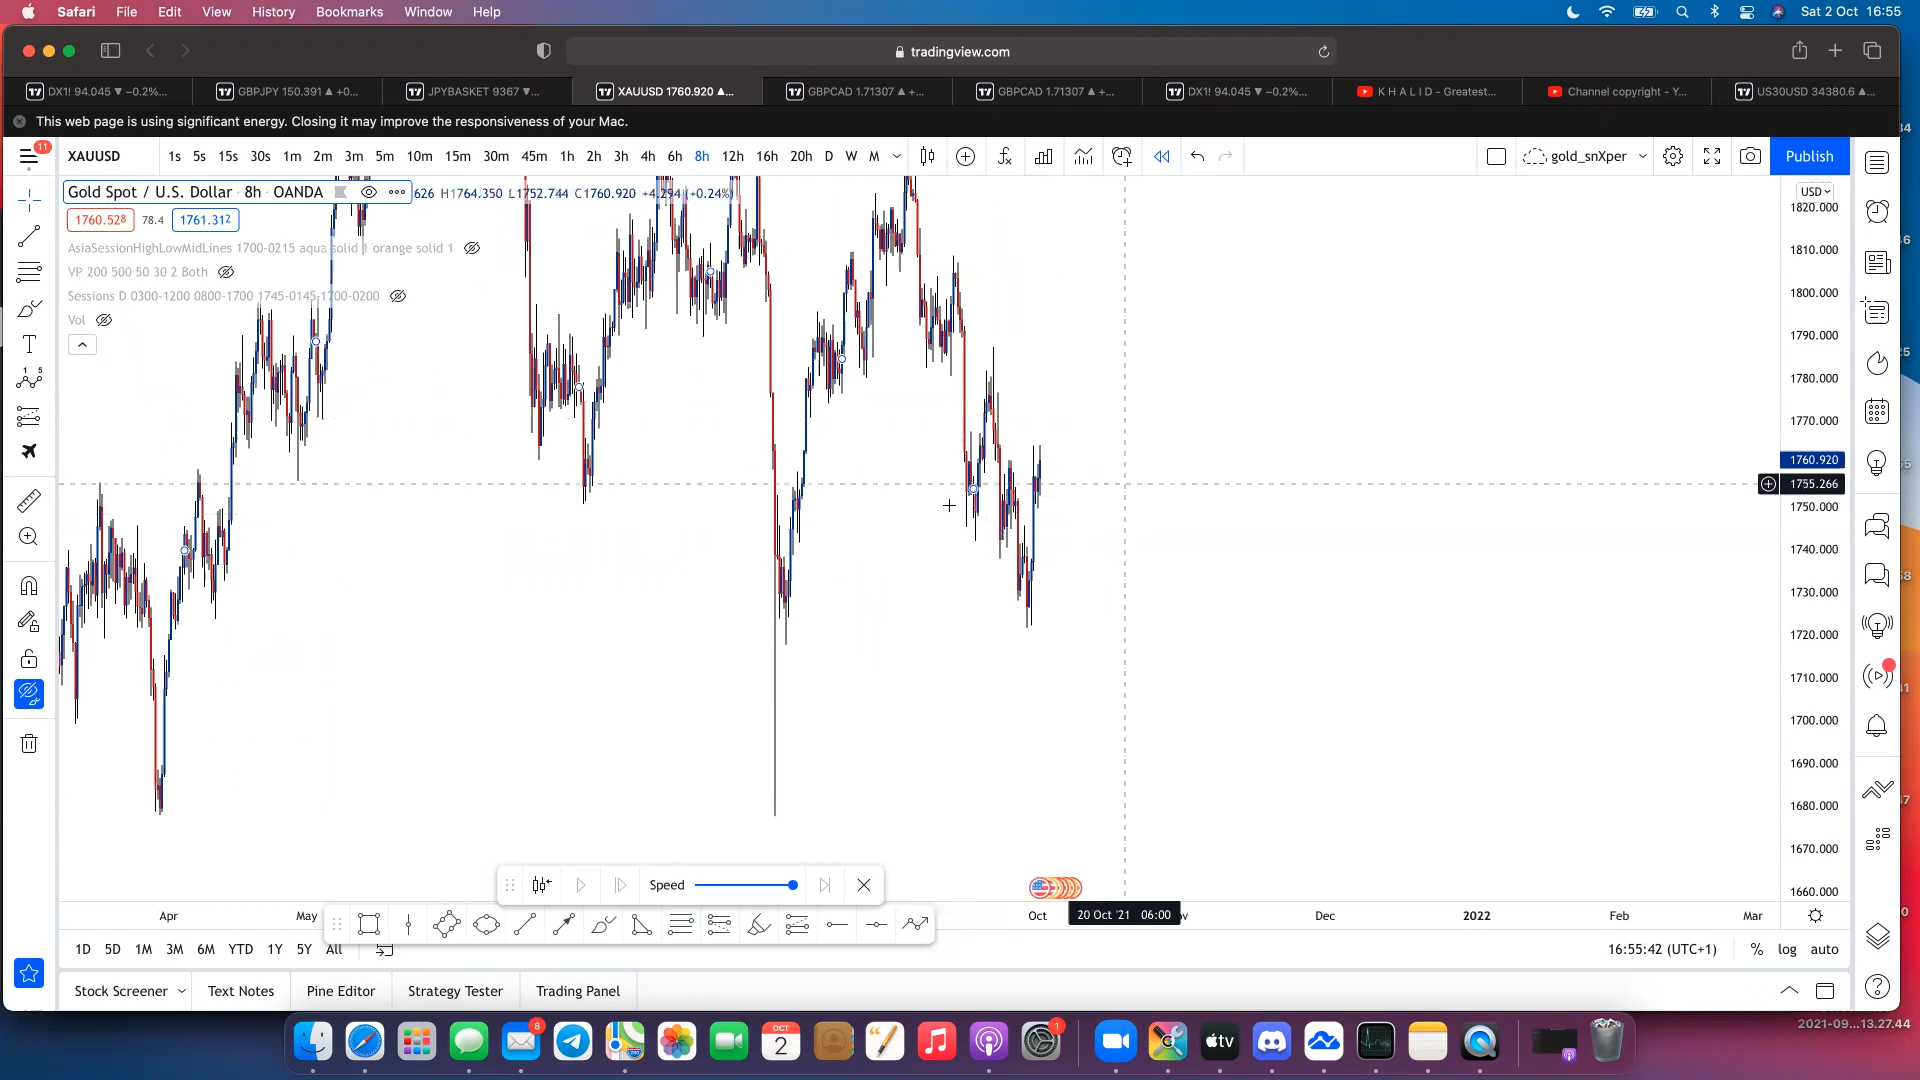 Safari File Edit View History Bookmarks Window Help Sat 2 Oct 16:55
tradingview.com
DX1! 94.045 ▼ −0.2%... GBPJPY 150.391 ▲ +0... JPYBASKET 9367 ▼... XAUUSD 1760.920 ▲... GBPCAD 1.71307 ▲ +... GBPCAD 1.71307 ▲ +... DX1! 94.045 ▼ −0.2%... K H A L I D - Greatest... Channel copyright - Y... US30USD 34380.6 ▲...
This web page is using significant energy. Closing it may improve the responsiveness of your Mac.
11 XAUUSD 1s 5s 15s 30s 1m 2m 3m 5m 10m 15m 30m 45m 1h 2h 3h 4h 6h 8h 12h 16h 20h D W M gold_snXper Publish
Gold Spot / U.S. Dollar 8h OANDA 626 H1764.350 L1752.744 C1760.920 +4.294 (+0.24%)
1760.528 78.4 1761.312
AsiaSessionHighLowMidLines 1700-0215 aqua solid 1 orange solid 1
VP 200 500 50 30 2 Both
Sessions D 0300-1200 0800-1700 1745-0145 1700-0200
Vol
USD
1820.000
1810.000
1800.000
1790.000
1780.000
1770.000
1760.920
1755.266
1750.000
1740.000
1730.000
1720.000
1710.000
1700.000
1690.000
1680.000
1670.000
1660.000
Speed
Apr May Oct 20 Oct '21 06:00 Dec 2022 Feb Mar
1D 5D 1M 3M 6M YTD 1Y 5Y All 16:55:42 (UTC+1) % log auto
Stock Screener Text Notes Pine Editor Strategy Tester Trading Panel
2021-09...13.27.44
8 OCT 2 1 tv